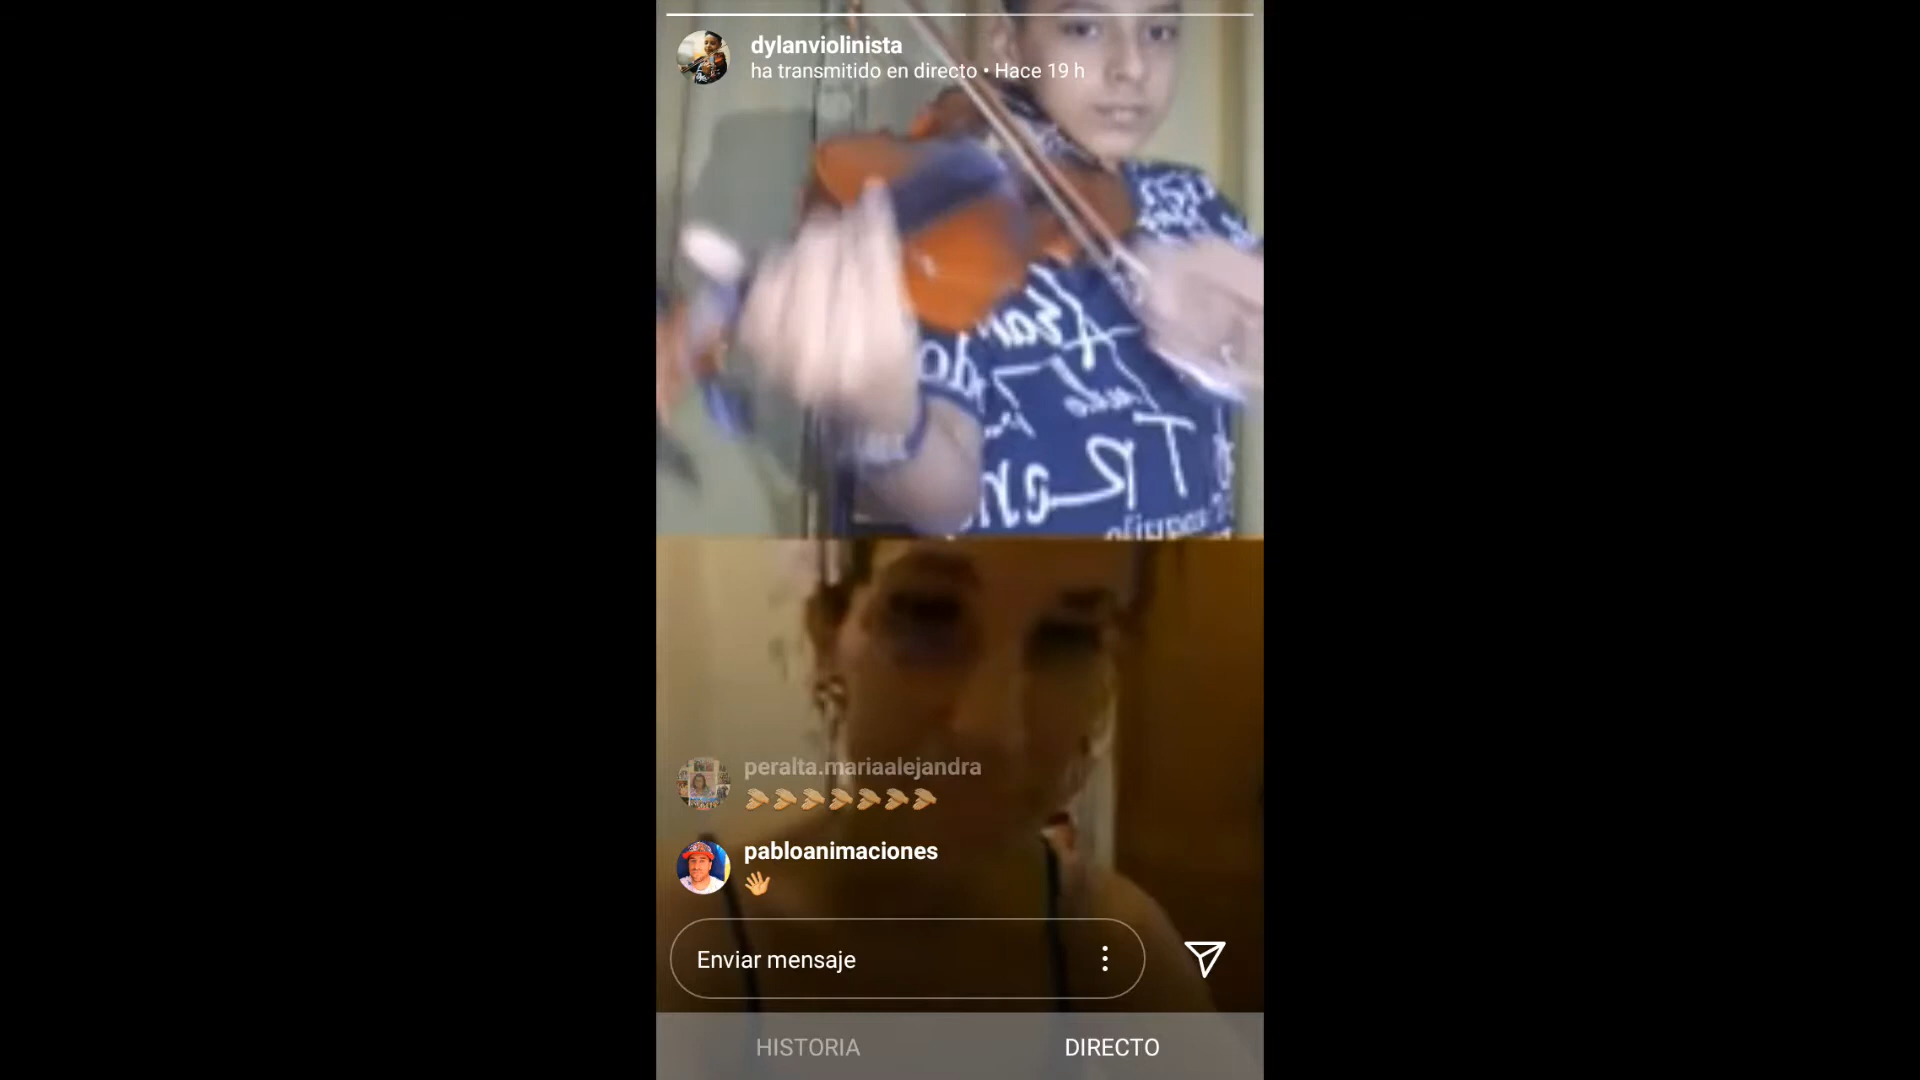 dylanviolinista
ha transmitido en directo • Hace 19 h
peralta.mariaalejandra
pabloanimaciones
Enviar mensaje
HISTORIA
DIRECTO